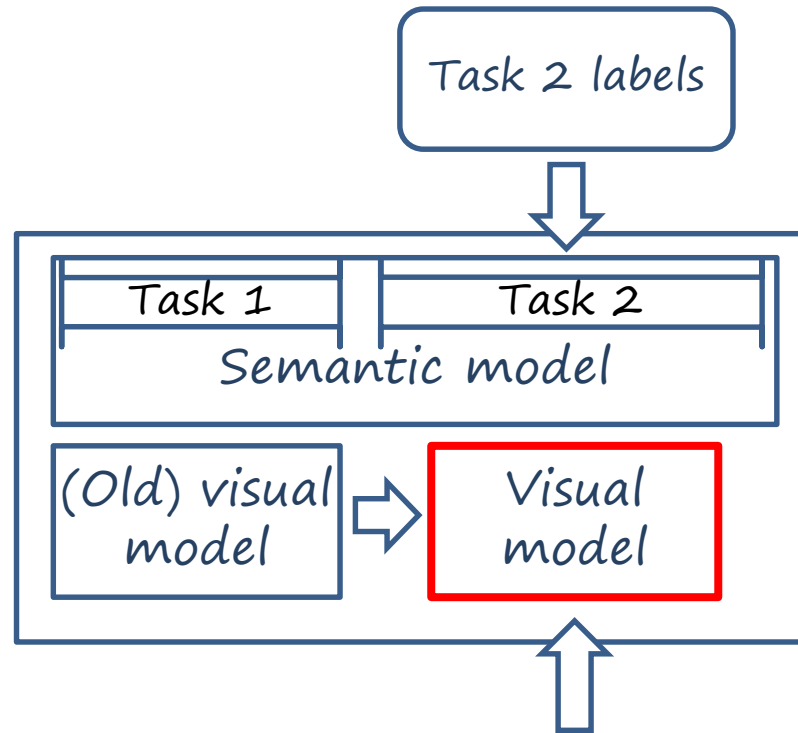 Task 2 labels
Task 1
Task 2
Semantic model
(Old) visual
model
Visual
model